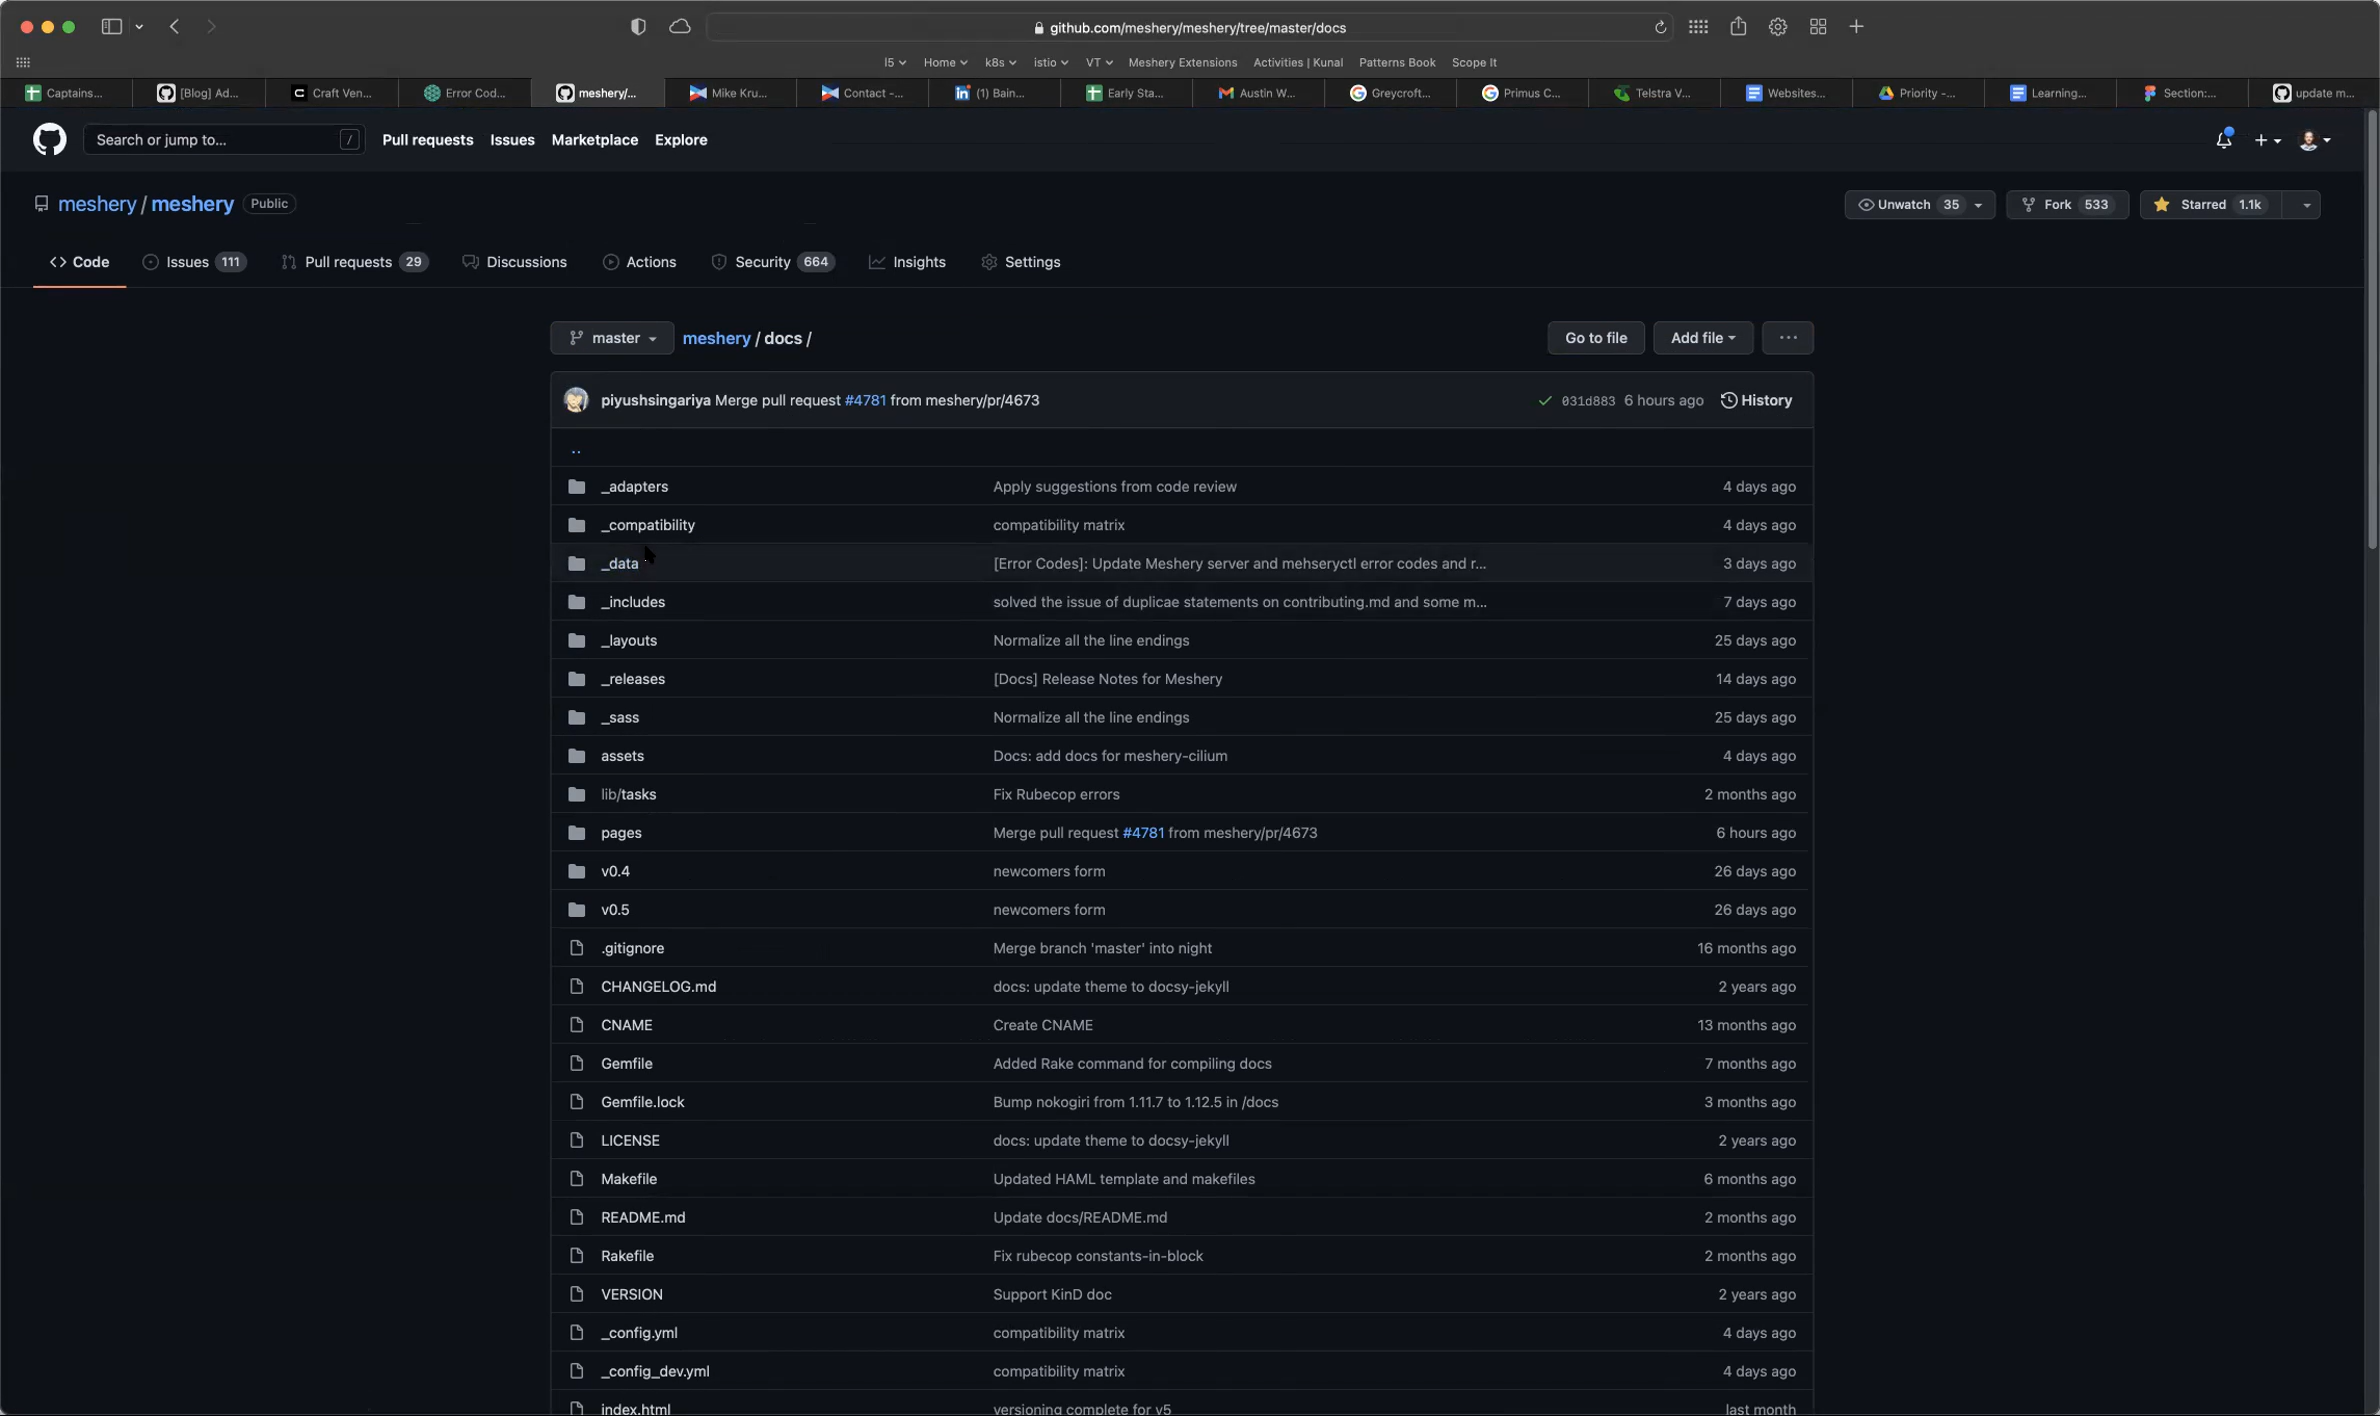 github.com/meshery/meshery/tree/master/docs
I5 Home k8s istio VT Meshery Extensions Activities | Kunal Patterns Book Scope It
Captains... [Blog] Ad... Craft Ven... Error Cod... meshery/... Mike Kru... Contact -... (1) Bain... Early Sta... Austin W... Greycroft... Primus C... Telstra V... Websites... Priority -... Learning... Section:... update m...
Search or jump to... / Pull requests Issues Marketplace Explore
meshery / meshery Public Unwatch 35 Fork 533 Starred 1.1k
Code Issues 111 Pull requests 29 Discussions Actions Security 664 Insights Settings
master meshery / docs / Go to file Add file ...
piyushsingariya Merge pull request #4781 from meshery/pr/4673 031d883 6 hours ago History
..
_adapters Apply suggestions from code review 4 days ago
_compatibility compatibility matrix 4 days ago
_data [Error Codes]: Update Meshery server and mehseryctl error codes and r... 3 days ago
_includes solved the issue of duplicae statements on contributing.md and some m... 7 days ago
_layouts Normalize all the line endings 25 days ago
_releases [Docs] Release Notes for Meshery 14 days ago
_sass Normalize all the line endings 25 days ago
assets Docs: add docs for meshery-cilium 4 days ago
lib/tasks Fix Rubecop errors 2 months ago
pages Merge pull request #4781 from meshery/pr/4673 6 hours ago
v0.4 newcomers form 26 days ago
v0.5 newcomers form 26 days ago
.gitignore Merge branch 'master' into night 16 months ago
CHANGELOG.md docs: update theme to docsy-jekyll 2 years ago
CNAME Create CNAME 13 months ago
Gemfile Added Rake command for compiling docs 7 months ago
Gemfile.lock Bump nokogiri from 1.11.7 to 1.12.5 in /docs 3 months ago
LICENSE docs: update theme to docsy-jekyll 2 years ago
Makefile Updated HAML template and makefiles 6 months ago
README.md Update docs/README.md 2 months ago
Rakefile Fix rubecop constants-in-block 2 months ago
VERSION Support KinD doc 2 years ago
_config.yml compatibility matrix 4 days ago
_config_dev.yml compatibility matrix 4 days ago
index.html versioning complete for v5 last month